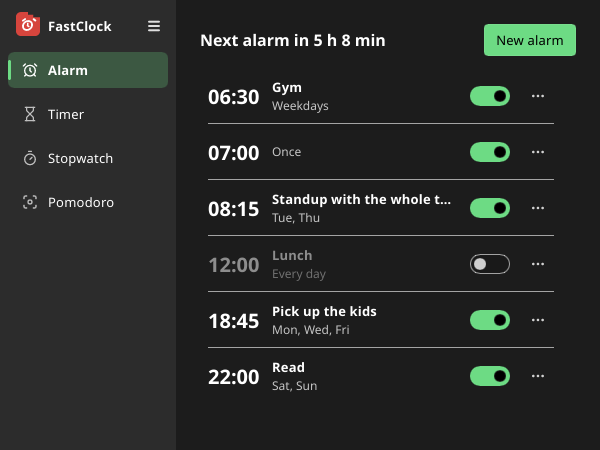 FastClock
Alarm
Timer
Stopwatch
Pomodoro
Next alarm in 5 h 8 min
New alarm
06:30
Gym
Weekdays
07:00
Once
08:15
Standup with the whole t...
Tue, Thu
12:00
Lunch
Every day
18:45
Pick up the kids
Mon, Wed, Fri
22:00
Read
Sat, Sun